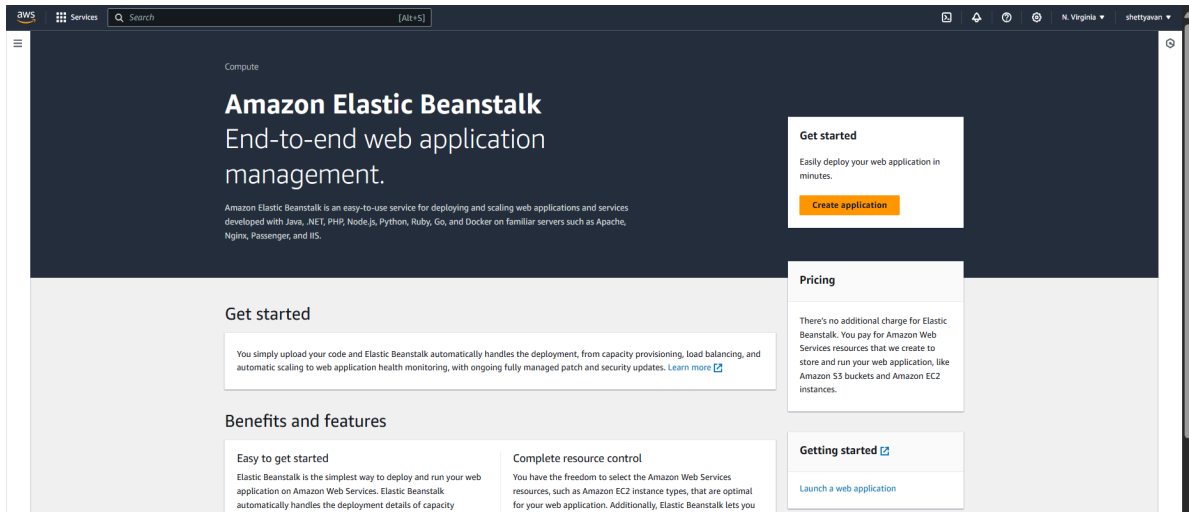 aws
Services
Search
[Alt+S]
N. Virginia
shettyavan
Compute
Amazon Elastic Beanstalk
End-to-end web application
management.
Amazon Elastic Beanstalk is an easy-to-use service for deploying and scaling web applications and services
developed with Java, .NET, PHP, Node.js, Python, Ruby, Go, and Docker on familiar servers such as Apache,
Nginx, Passenger, and IIS.
Get started
Easily deploy your web application in
minutes.
Create application
Pricing
There's no additional charge for Elastic
Beanstalk. You pay for Amazon Web
Services resources that we create to
store and run your web application, like
Amazon S3 buckets and Amazon EC2
instances.
Get started
You simply upload your code and Elastic Beanstalk automatically handles the deployment, from capacity provisioning, load balancing, and
automatic scaling to web application health monitoring, with ongoing fully managed patch and security updates. Learn more
Benefits and features
Easy to get started
Elastic Beanstalk is the simplest way to deploy and run your web
application on Amazon Web Services. Elastic Beanstalk
automatically handles the deployment details of capacity
Complete resource control
You have the freedom to select the Amazon Web Services
resources, such as Amazon EC2 instance types, that are optimal
for your web application. Additionally, Elastic Beanstalk lets you
Getting started
Launch a web application